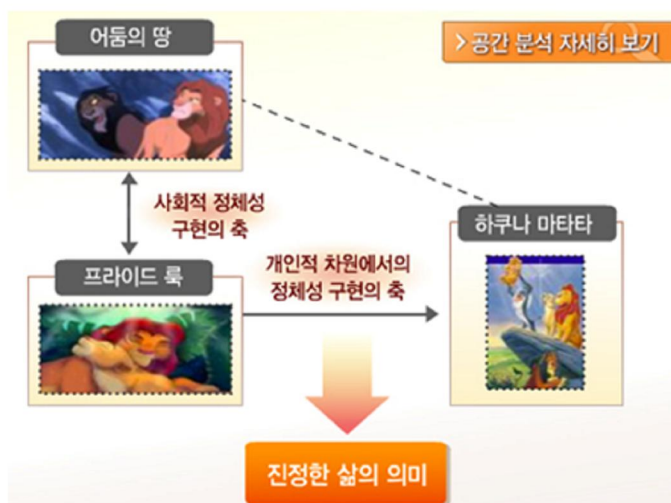 어둠의 땅
> 공간 분석 자세히 보기
사회적 정체성
구현의 축
하쿠나 마타타
프라이드 룩
개인적 차원에서의
정체성 구현의 축
진정한 삶의 의미